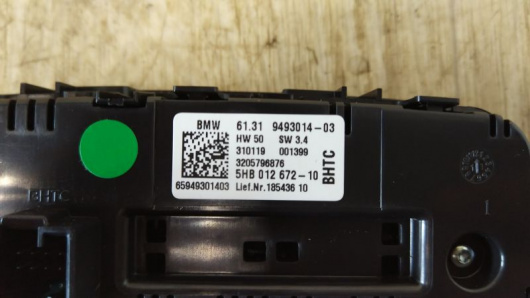 BMW 61.31 9493014-03
HW 50 SW 3.4
310119 001399
3205796876
5HB 012 672-10
65949301403 Lief.Nr.185436 10
BHTC
BHTC